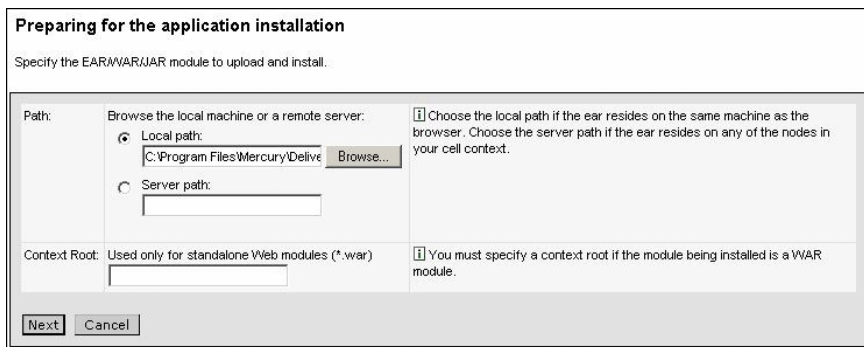 Preparing for the application installation
Specify the EAR/WAR/JAR module to upload and install.
Path:
Browse the local machine or a remote server:
Local path:
C:\Program Files\Mercury\Delive
Browse...
Server path:
Choose the local path if the ear resides on the same machine as the
browser. Choose the server path if the ear resides on any of the nodes in
your cell context.
Context Root:
Used only for standalone Web modules (*.war)
You must specify a context root if the module being installed is a WAR
module.
Next
Cancel